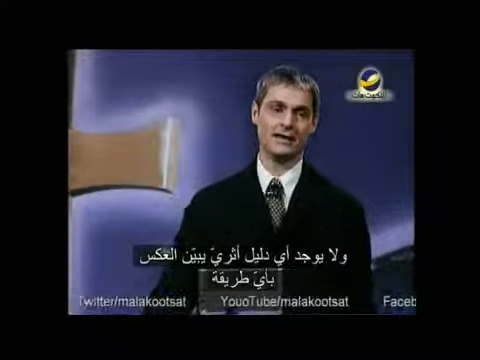 ولا يوجد أي دليل أثريّ يبيّن العكس
بأيّ طريقة
Twitter/malakootsat YouoTube/malakootsat Faceb